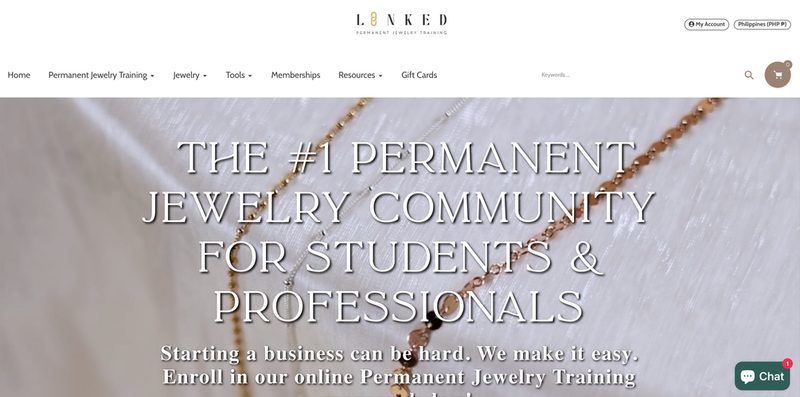 LINKED
PERMANENT JEWELRY TRAINING
My Account
Philippines (PHP ₱)
Home
Permanent Jewelry Training
Jewelry
Tools
Memberships
Resources
Gift Cards
Keywords ...
0
THE #1 PERMANENT
JEWELRY COMMUNITY
FOR STUDENTS &
PROFESSIONALS
Starting a business can be hard. We make it easy.
Enroll in our online Permanent Jewelry Training
1
Chat